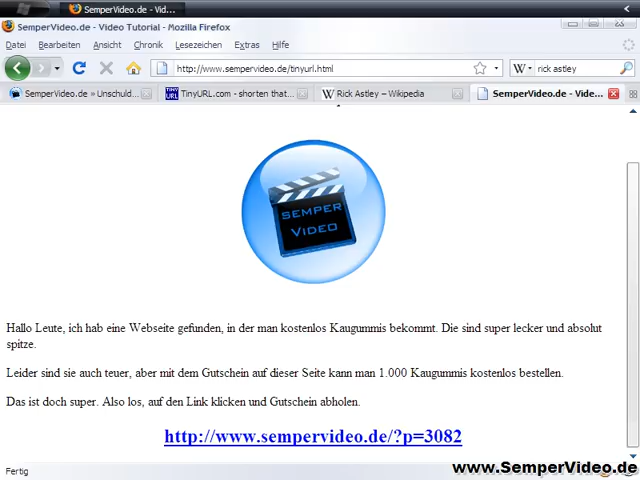 SemperVideo.de - Vid...
SemperVideo.de - Video Tutorial - Mozilla Firefox
Datei Bearbeiten Ansicht Chronik Lesezeichen Extras Hilfe
http://www.sempervideo.de/tinyurl.html
W rick astley
SemperVideo.de » Unschuld...
TINY URL TinyURL.com - shorten that...
W Rick Astley – Wikipedia
SemperVideo.de - Vide...
SEMPER
VIDEO
Hallo Leute, ich hab eine Webseite gefunden, in der man kostenlos Kaugummis bekommt. Die sind super lecker und absolut
spitze.
Leider sind sie auch teuer, aber mit dem Gutschein auf dieser Seite kann man 1.000 Kaugummis kostenlos bestellen.
Das ist doch super. Also los, auf den Link klicken und Gutschein abholen.
http://www.sempervideo.de/?p=3082
Fertig
www.SemperVideo.de